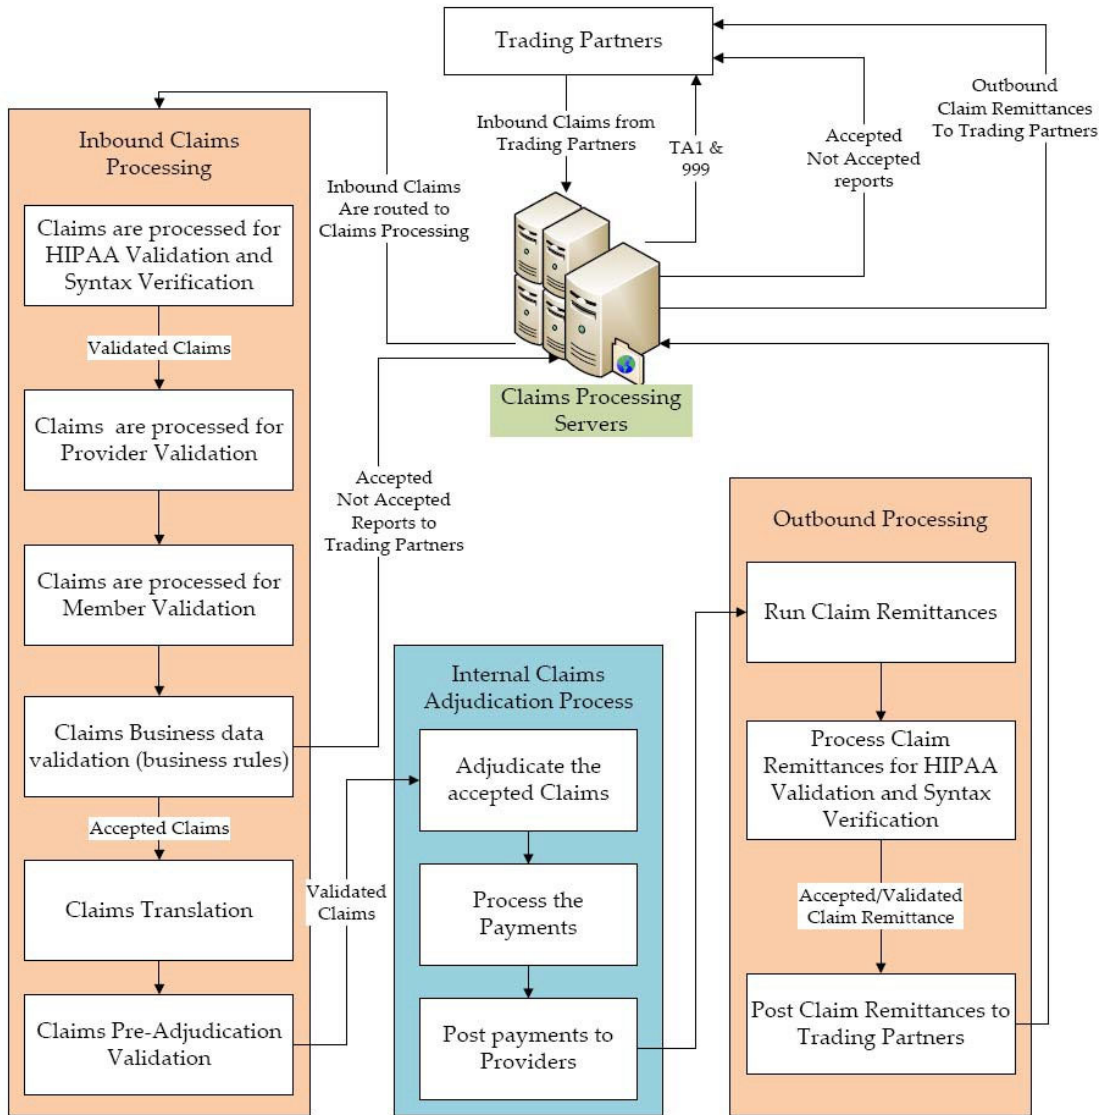 Trading Partners
Inbound Claims from
Trading Partners
TA1 &
999
Accepted
Not Accepted
reports
Outbound
Claim Remittances
To Trading Partners
Inbound Claims
Are routed to
Claims Processing
Claims Processing
Servers
Inbound Claims
Processing
Claims are processed for
HIPAA Validation and
Syntax Verification
Validated Claims
Claims are processed for
Provider Validation
Claims are processed for
Member Validation
Claims Business data
validation (business rules)
Accepted Claims
Claims Translation
Claims Pre-Adjudication
Validation
Accepted
Not Accepted
Reports to
Trading Partners
Validated
Claims
Internal Claims
Adjudication Process
Adjudicate the
accepted Claims
Process the
Payments
Post payments to
Providers
Outbound Processing
Run Claim Remittances
Process Claim
Remittances for HIPAA
Validation and Syntax
Verification
Accepted/Validated
Claim Remittance
Post Claim Remittances to
Trading Partners